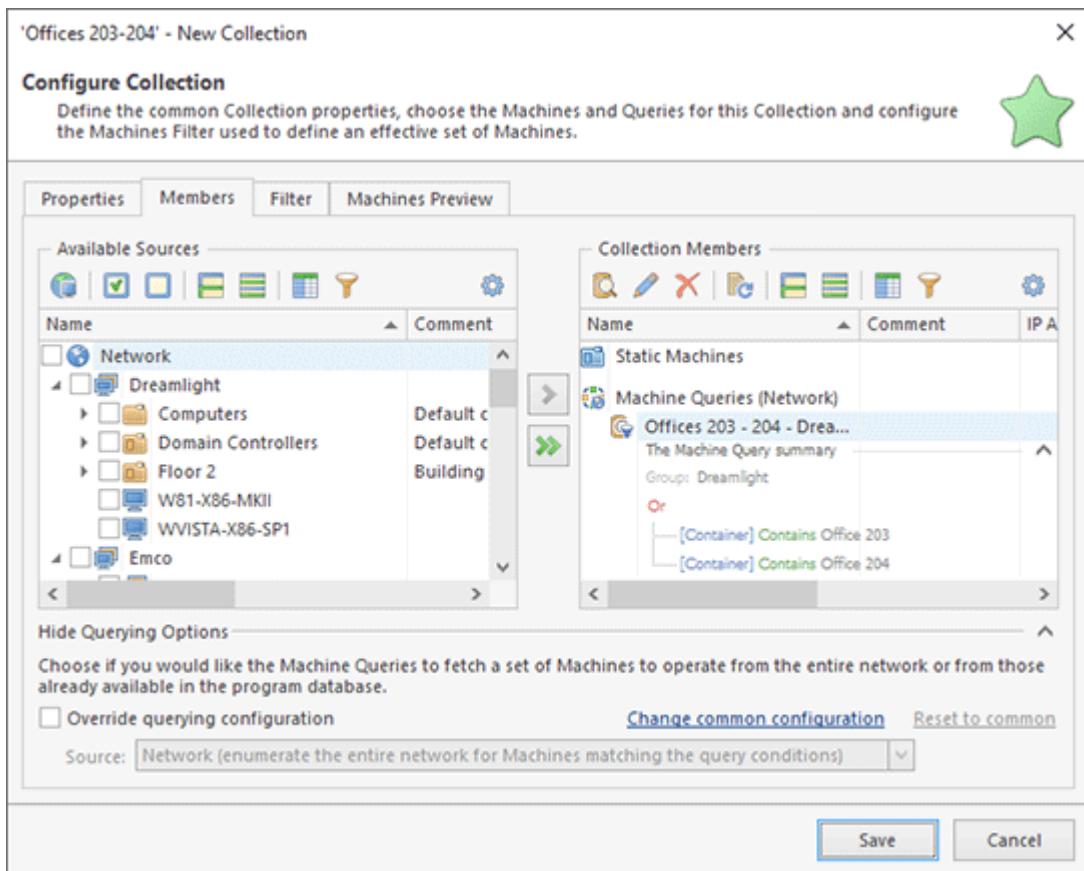 'Offices 203-204' - New Collection
Configure Collection
Define the common Collection properties, choose the Machines and Queries for this Collection and configure
the Machines Filter used to define an effective set of Machines.
Properties Members Filter Machines Preview
Available Sources
Name Comment
Network
Dreamlight
Computers Default c
Domain Controllers Default c
Floor 2 Building
W81-X86-MKII
WVISTA-X86-SP1
Emco
Collection Members
Name Comment IP A
Static Machines
Machine Queries (Network)
Offices 203 - 204 - Drea...
The Machine Query summary
Group: Dreamlight
Or
[Container] Contains Office 203
[Container] Contains Office 204
Hide Querying Options
Choose if you would like the Machine Queries to fetch a set of Machines to operate from the entire network or from those
already available in the program database.
Override querying configuration Change common configuration Reset to common
Source: Network (enumerate the entire network for Machines matching the query conditions)
Save Cancel